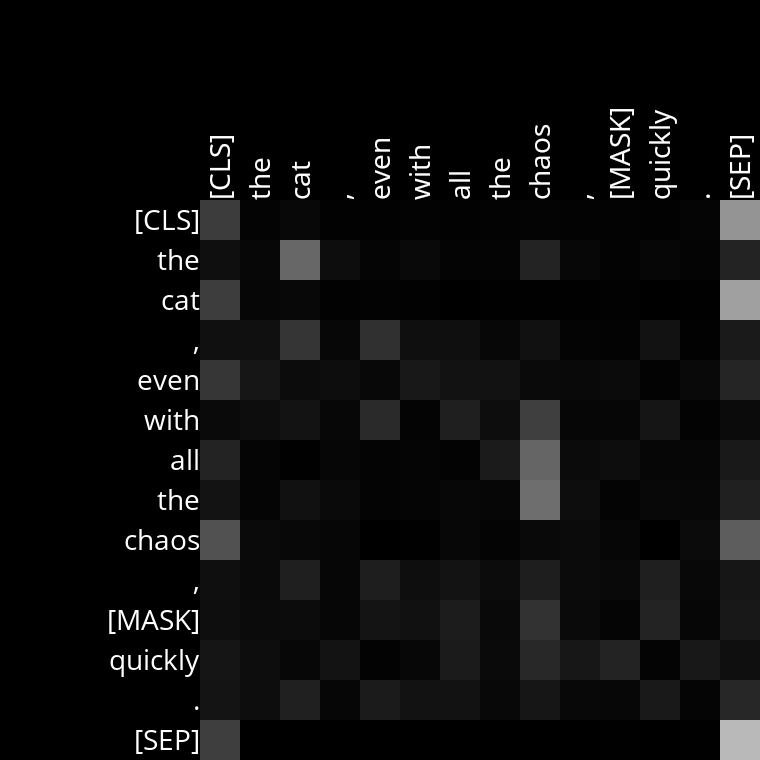 [CLS] the cat , even with all the chaos , [MASK] quickly . [SEP]
[CLS]
the
cat
,
even
with
all
the
chaos
,
[MASK]
quickly
.
[SEP]